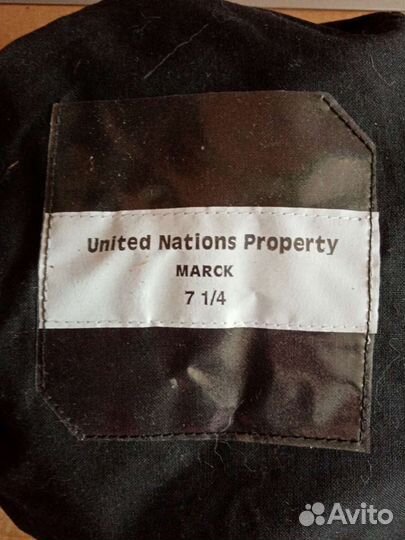 United Nations Property
MARCK
7 1/4
Avito